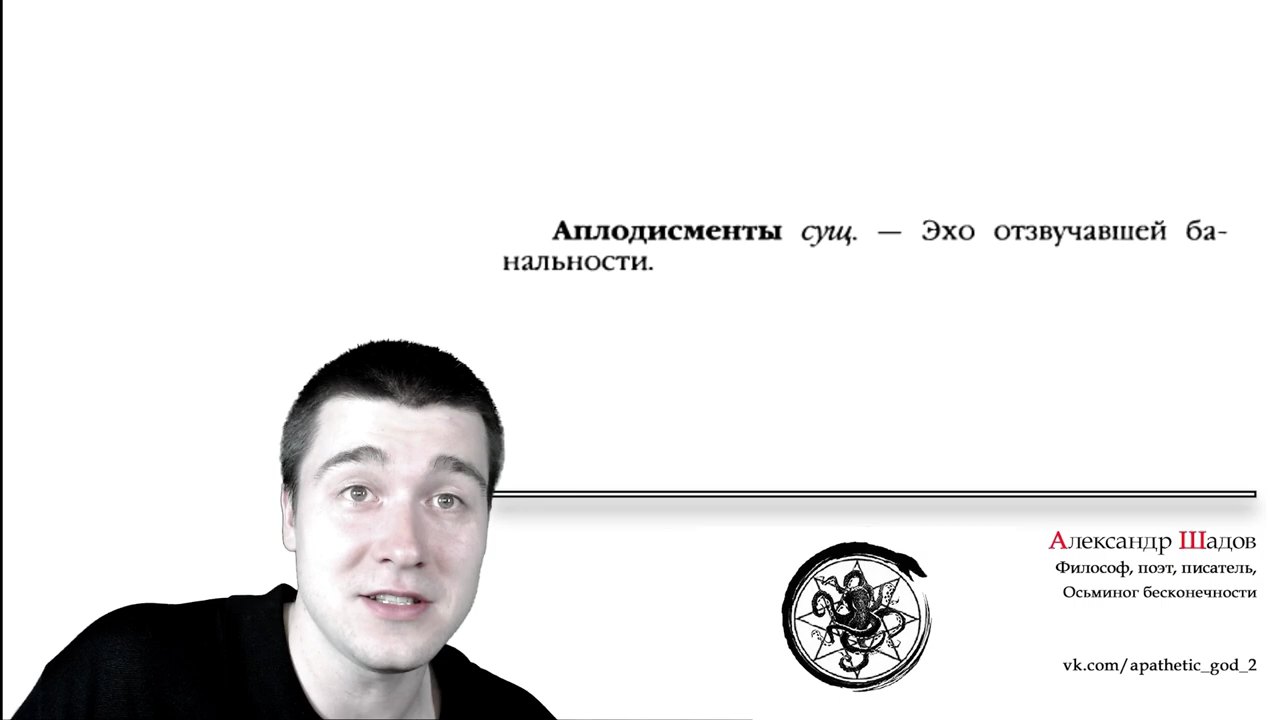 Аплодисменты сущ. — Эхо отзвучавшей ба-
нальности.
Александр Шадов
Философ, поэт, писатель,
Осьминог бесконечности
vk.com/apathetic_god_2